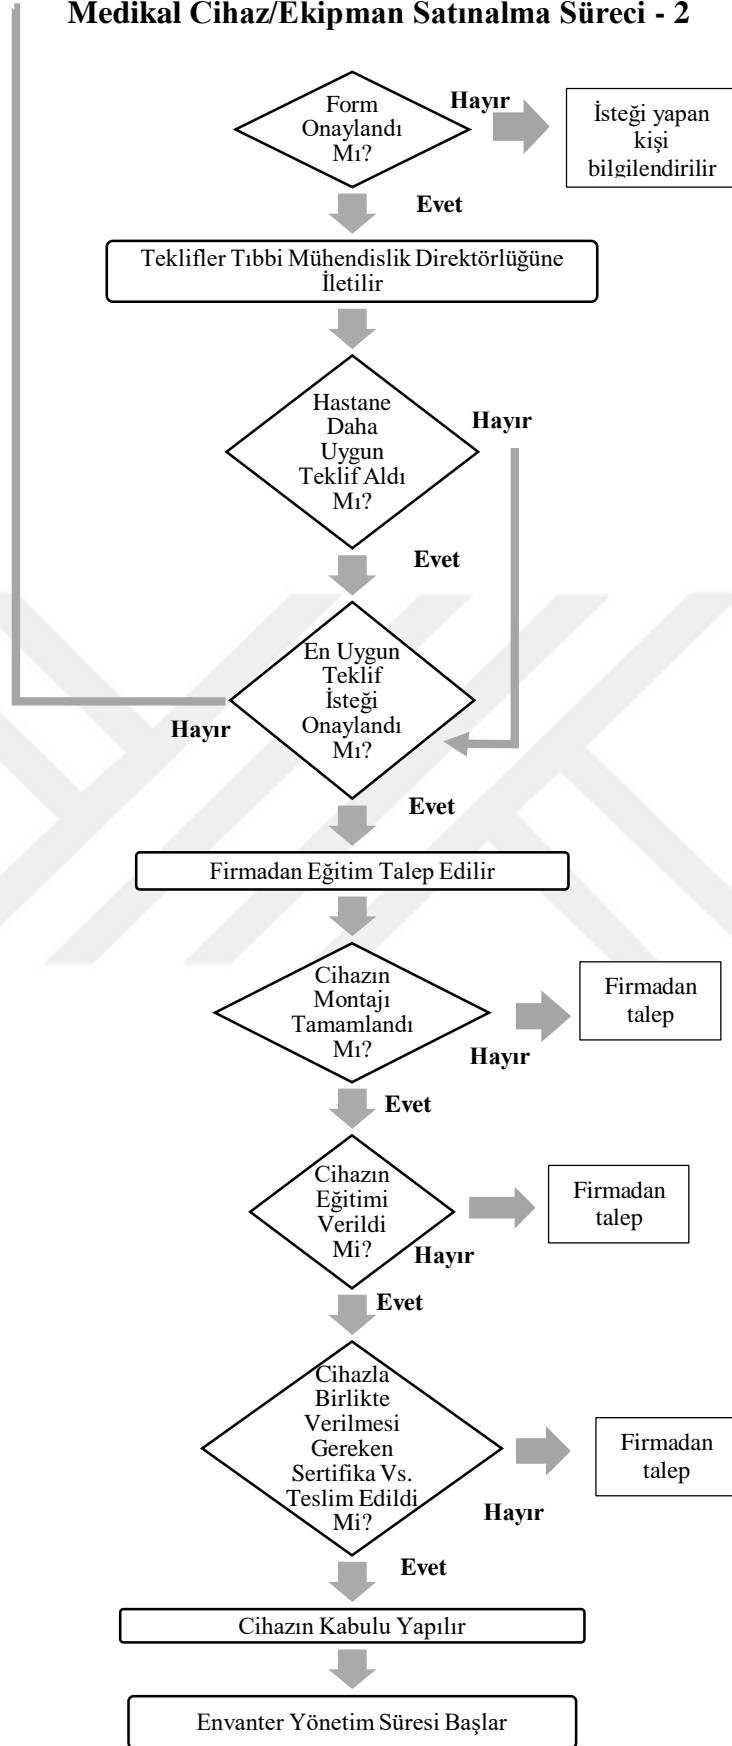 Medikal Cihaz/Ekipman Satınalma Süreci - 2
Form
Onaylandı
Mı?
Hayır
İsteği yapan
kişi
bilgilendirilir
Evet
Teklifler Tıbbi Mühendislik Direktörlüğüne
İletilir
Hastane
Daha
Uygun
Teklif Aldı
Mı?
Hayır
Evet
En Uygun
Teklif
İsteği
Onaylandı
Mı?
Hayır
Evet
Firmadan Eğitim Talep Edilir
Cihazın
Montajı
Tamamlandı
Mı?
Hayır
Firmadan
talep
Evet
Cihazın
Eğitimi
Verildi
Mi?
Hayır
Firmadan
talep
Evet
Cihazla
Birlikte
Verilmesi
Gereken
Sertifika Vs.
Teslim Edildi
Mi?
Hayır
Firmadan
talep
Evet
Cihazın Kabulu Yapılır
Envanter Yönetim Süresi Başlar